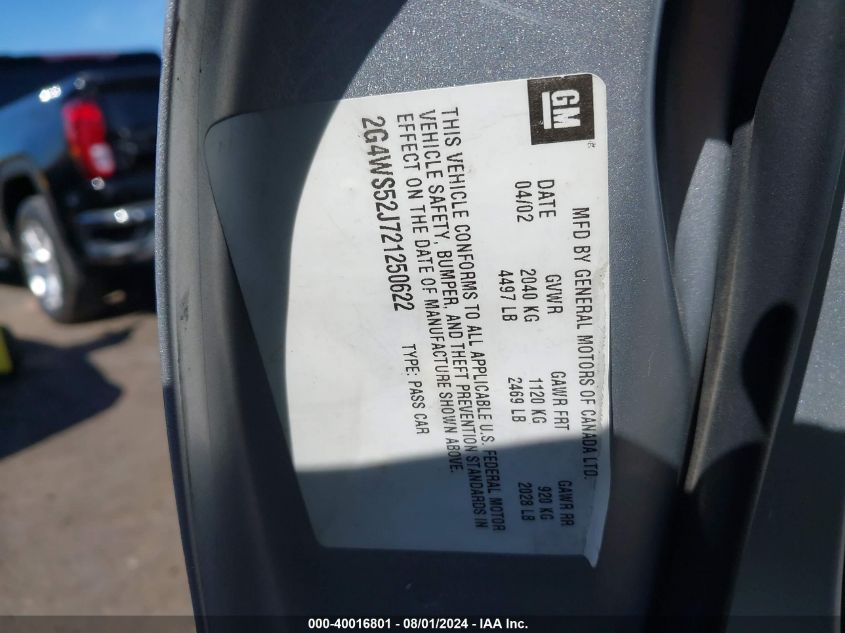 GM
MFD BY GENERAL MOTORS OF CANADA LTD.
DATE GVWR GAWR FRT GAWR RR
04/02 2040 KG 1120 KG 920 KG
4497 LB 2469 LB 2028 LB
THIS VEHICLE CONFORMS TO ALL APPLICABLE U.S. FEDERAL MOTOR
VEHICLE SAFETY, BUMPER, AND THEFT PREVENTION STANDARDS IN
EFFECT ON THE DATE OF MANUFACTURE SHOWN ABOVE.
2G4WS52J721250622 TYPE: PASS CAR
000-40016801 - 08/01/2024 - IAA Inc.